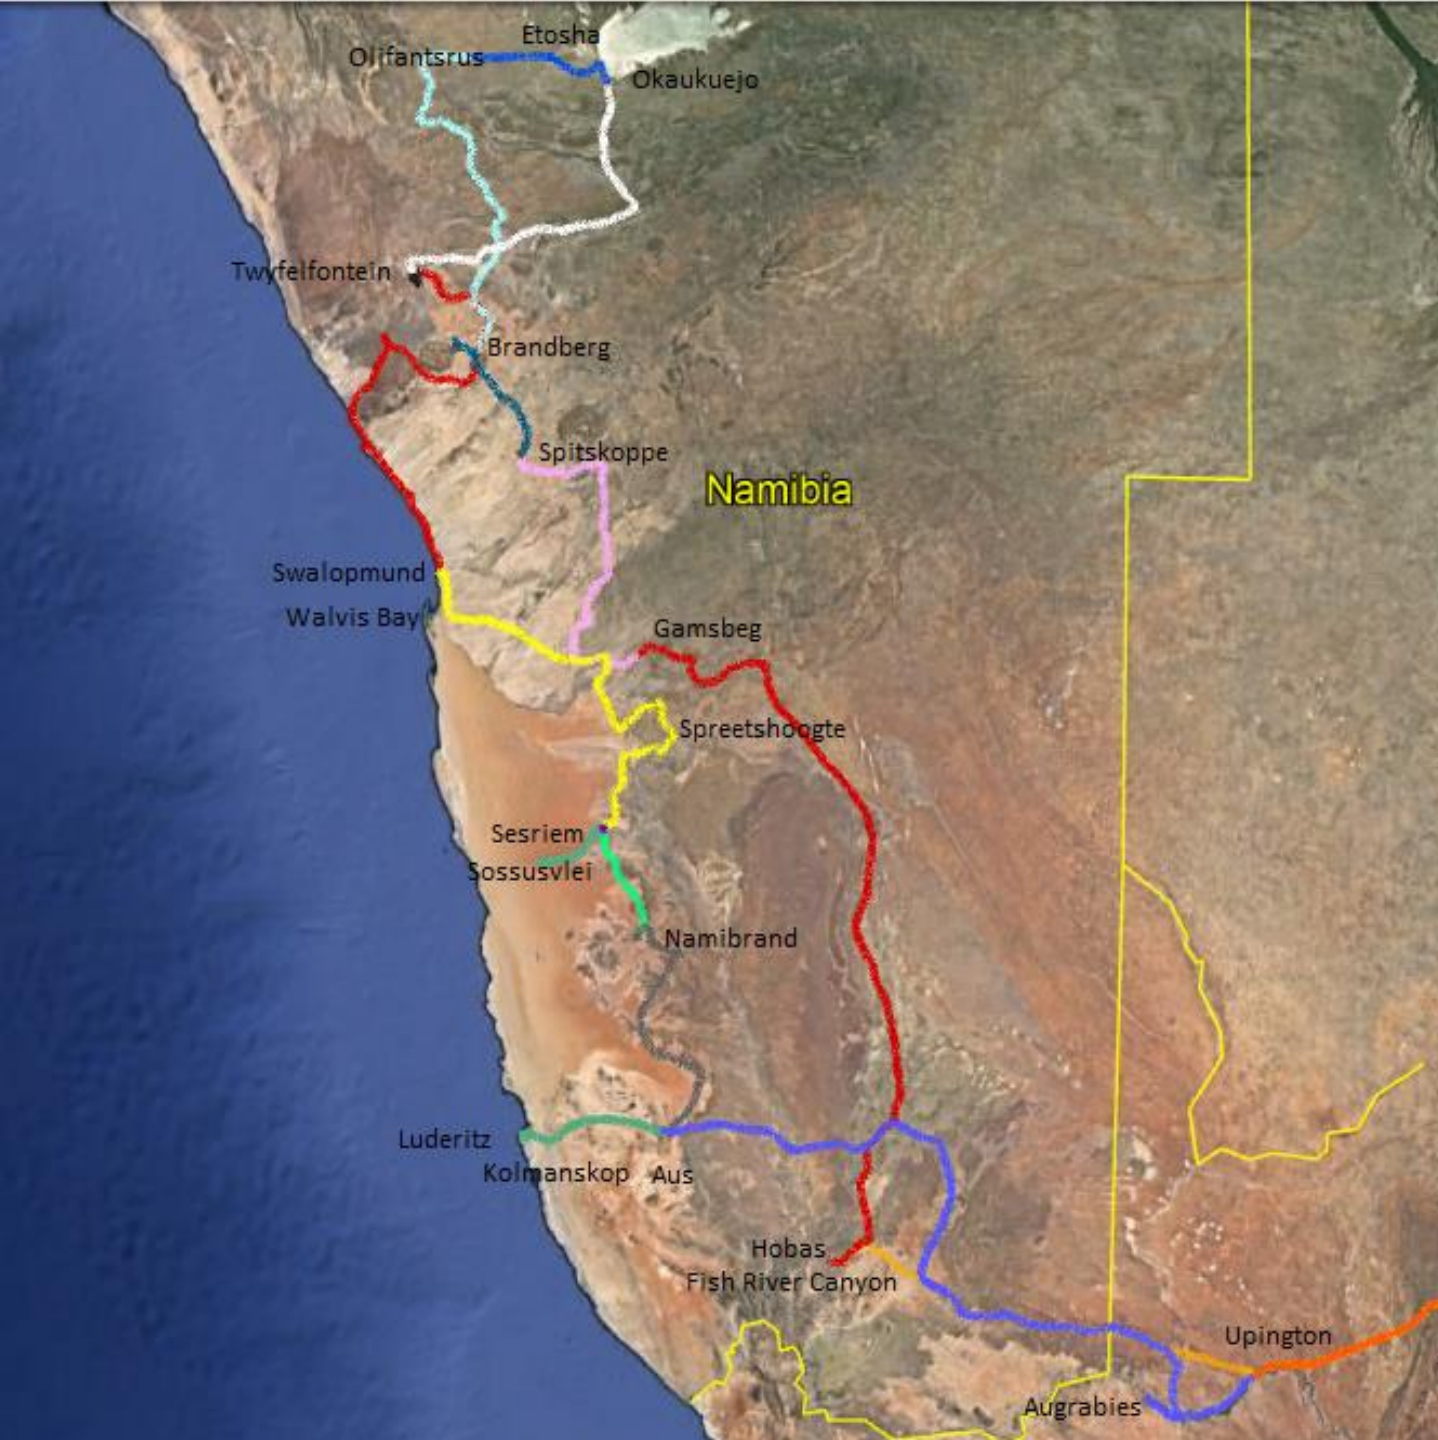 Etosha
Olifantsrus
Okaukuejo
Twyfelfontein
Brandberg
Spitskoppe
Namibia
Swalopmund
Walvis Bay
Gamsbeg
Spreetshoogte
Sesriem
Sossusvlei
Namibrand
Luderitz
Kolmanskop
Aus
Hobas
Fish River Canyon
Upington
Augrabies